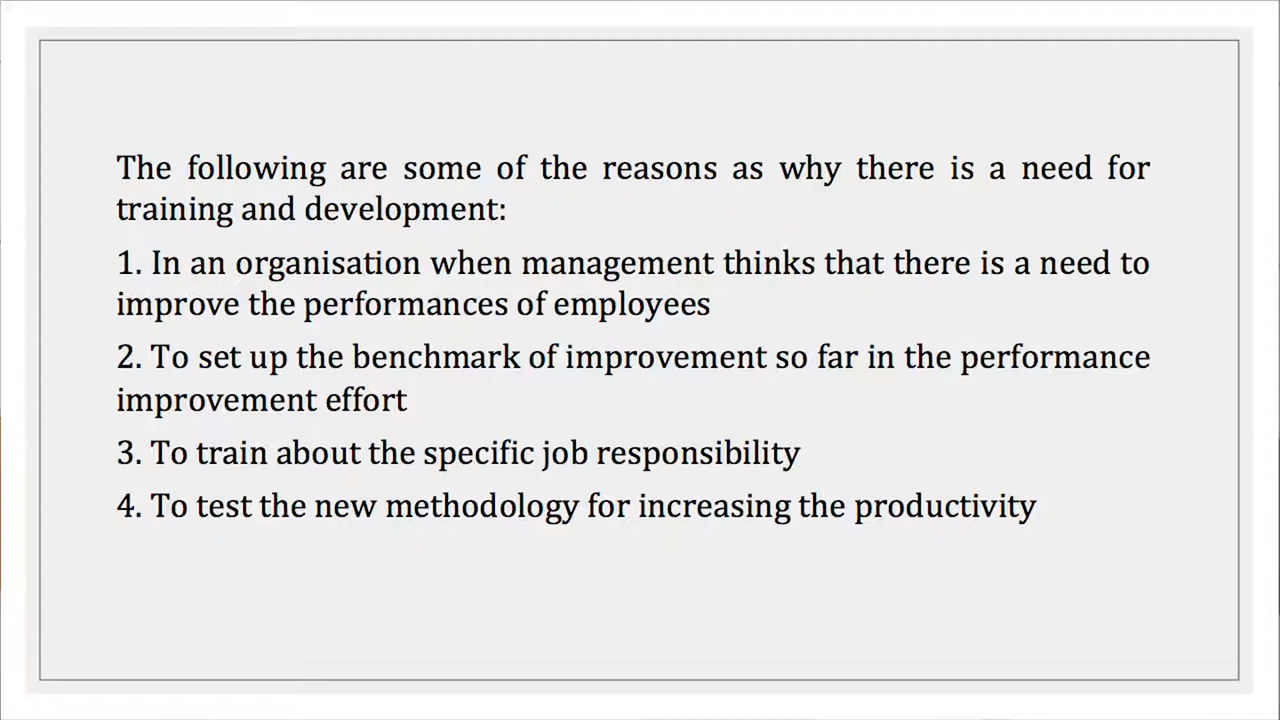 The following are some of the reasons as why there is a need for
training and development:
1. In an organisation when management thinks that there is a need to
improve the performances of employees
2. To set up the benchmark of improvement so far in the performance
improvement effort
3. To train about the specific job responsibility
4. To test the new methodology for increasing the productivity